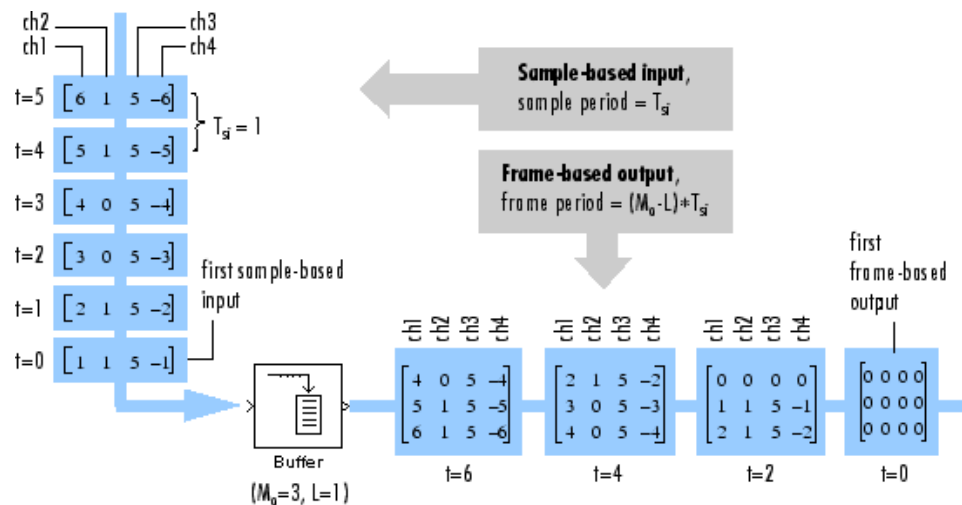 ch2
ch1
ch3
ch4
t=5 [6 1 5 -6]
t=4 [5 1 5 -5]
t=3 [4 0 5 -4]
t=2 [3 0 5 -3]
t=1 [2 1 5 -2]
t=0 [1 1 5 -1]
Tsi = 1
first sample-based
input
Sample-based input,
sample period = Tsi
Frame-based output,
frame period = (Mo-L)*Tsi
first
frame-based
output
Buffer
(Mo=3, L=1)
ch1 ch2 ch3 ch4
4 0 5 -4
5 1 5 -5
6 1 5 -6
t=6
ch1 ch2 ch3 ch4
2 1 5 -2
3 0 5 -3
4 0 5 -4
t=4
ch1 ch2 ch3 ch4
0 0 0 0
1 1 5 -1
2 1 5 -2
t=2
0 0 0 0
0 0 0 0
0 0 0 0
t=0